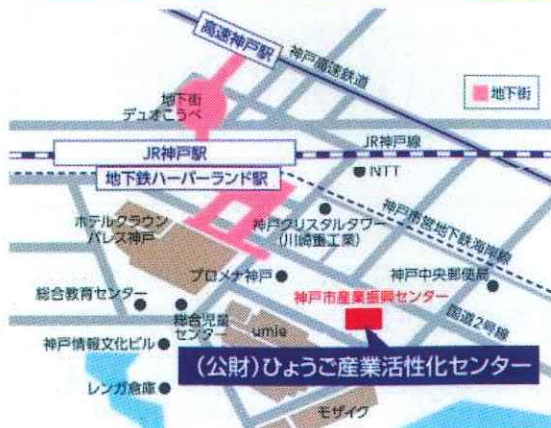 高速神戸駅
神戸高速鉄道
地下街
地下街
デュオこうべ
JR神戸線
JR神戸駅
NTT
地下鉄ハーバーランド駅
神戸市営地下鉄海岸線
ホテルクラウン
パレス神戸
神戸クリスタルタワー
(川崎重工業)
プロメナ神戸
神戸中央郵便局
総合教育センター
神戸市産業振興センター
総合児童
センター
umie
国道2号線
神戸情報文化ビル
(公財)ひょうご産業活性化センター
レンガ倉庫
モザイク